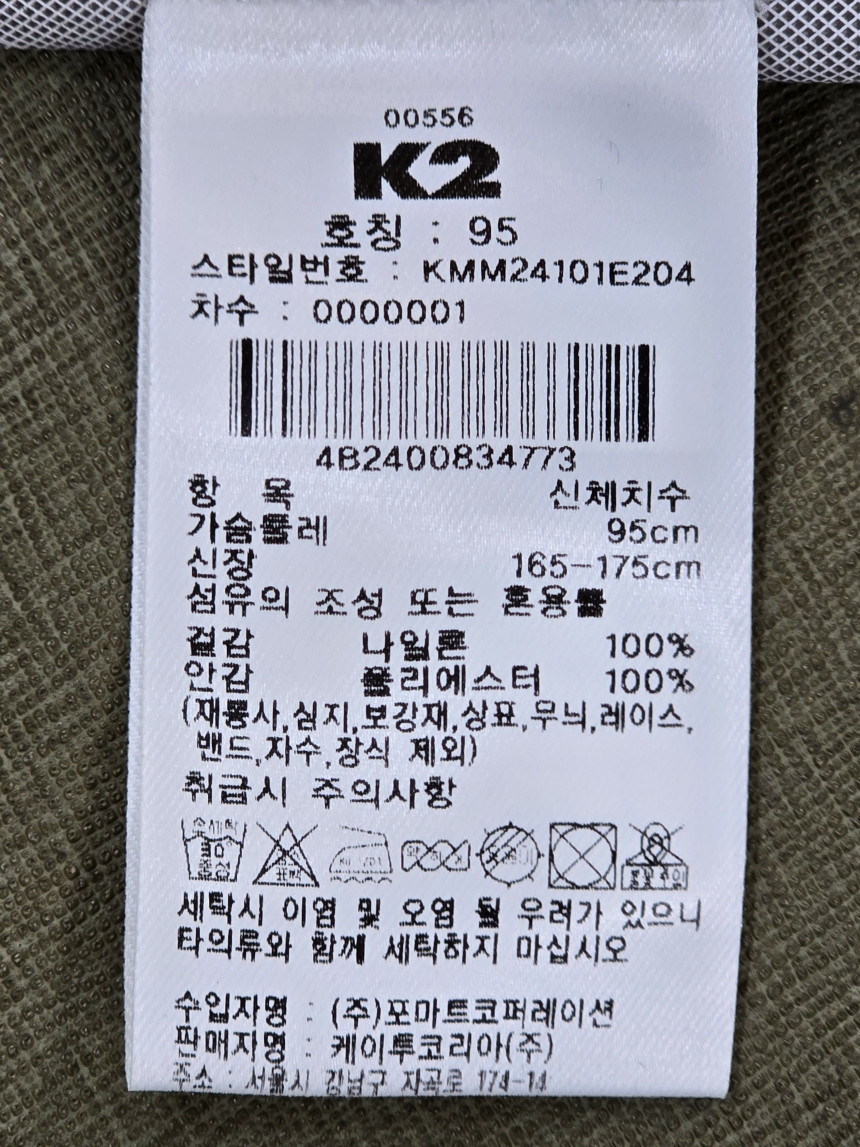 00556
K2
호칭 : 95
스타일번호 : KMM24101E204
차수 : 0000001
4B2400834773
항 목 신체치수
가슴둘레 95cm
신장 165-175cm
섬유의 조성 또는 혼용률
겉감 나일론 100%
안감 폴리에스터 100%
(재봉사,심지,보강재,상표,무늬,레이스,
밴드,자수,장식 제외)
취급시 주의사항
손세탁
표백
세탁시 이염 및 오염 될 우려가 있으니
타의류와 함께 세탁하지 마십시오
수입자명 : (주)포마트코퍼레이션
판매자명 : 케이투코리아(주)
주소 : 서울시 강남구 자곡로 174-14